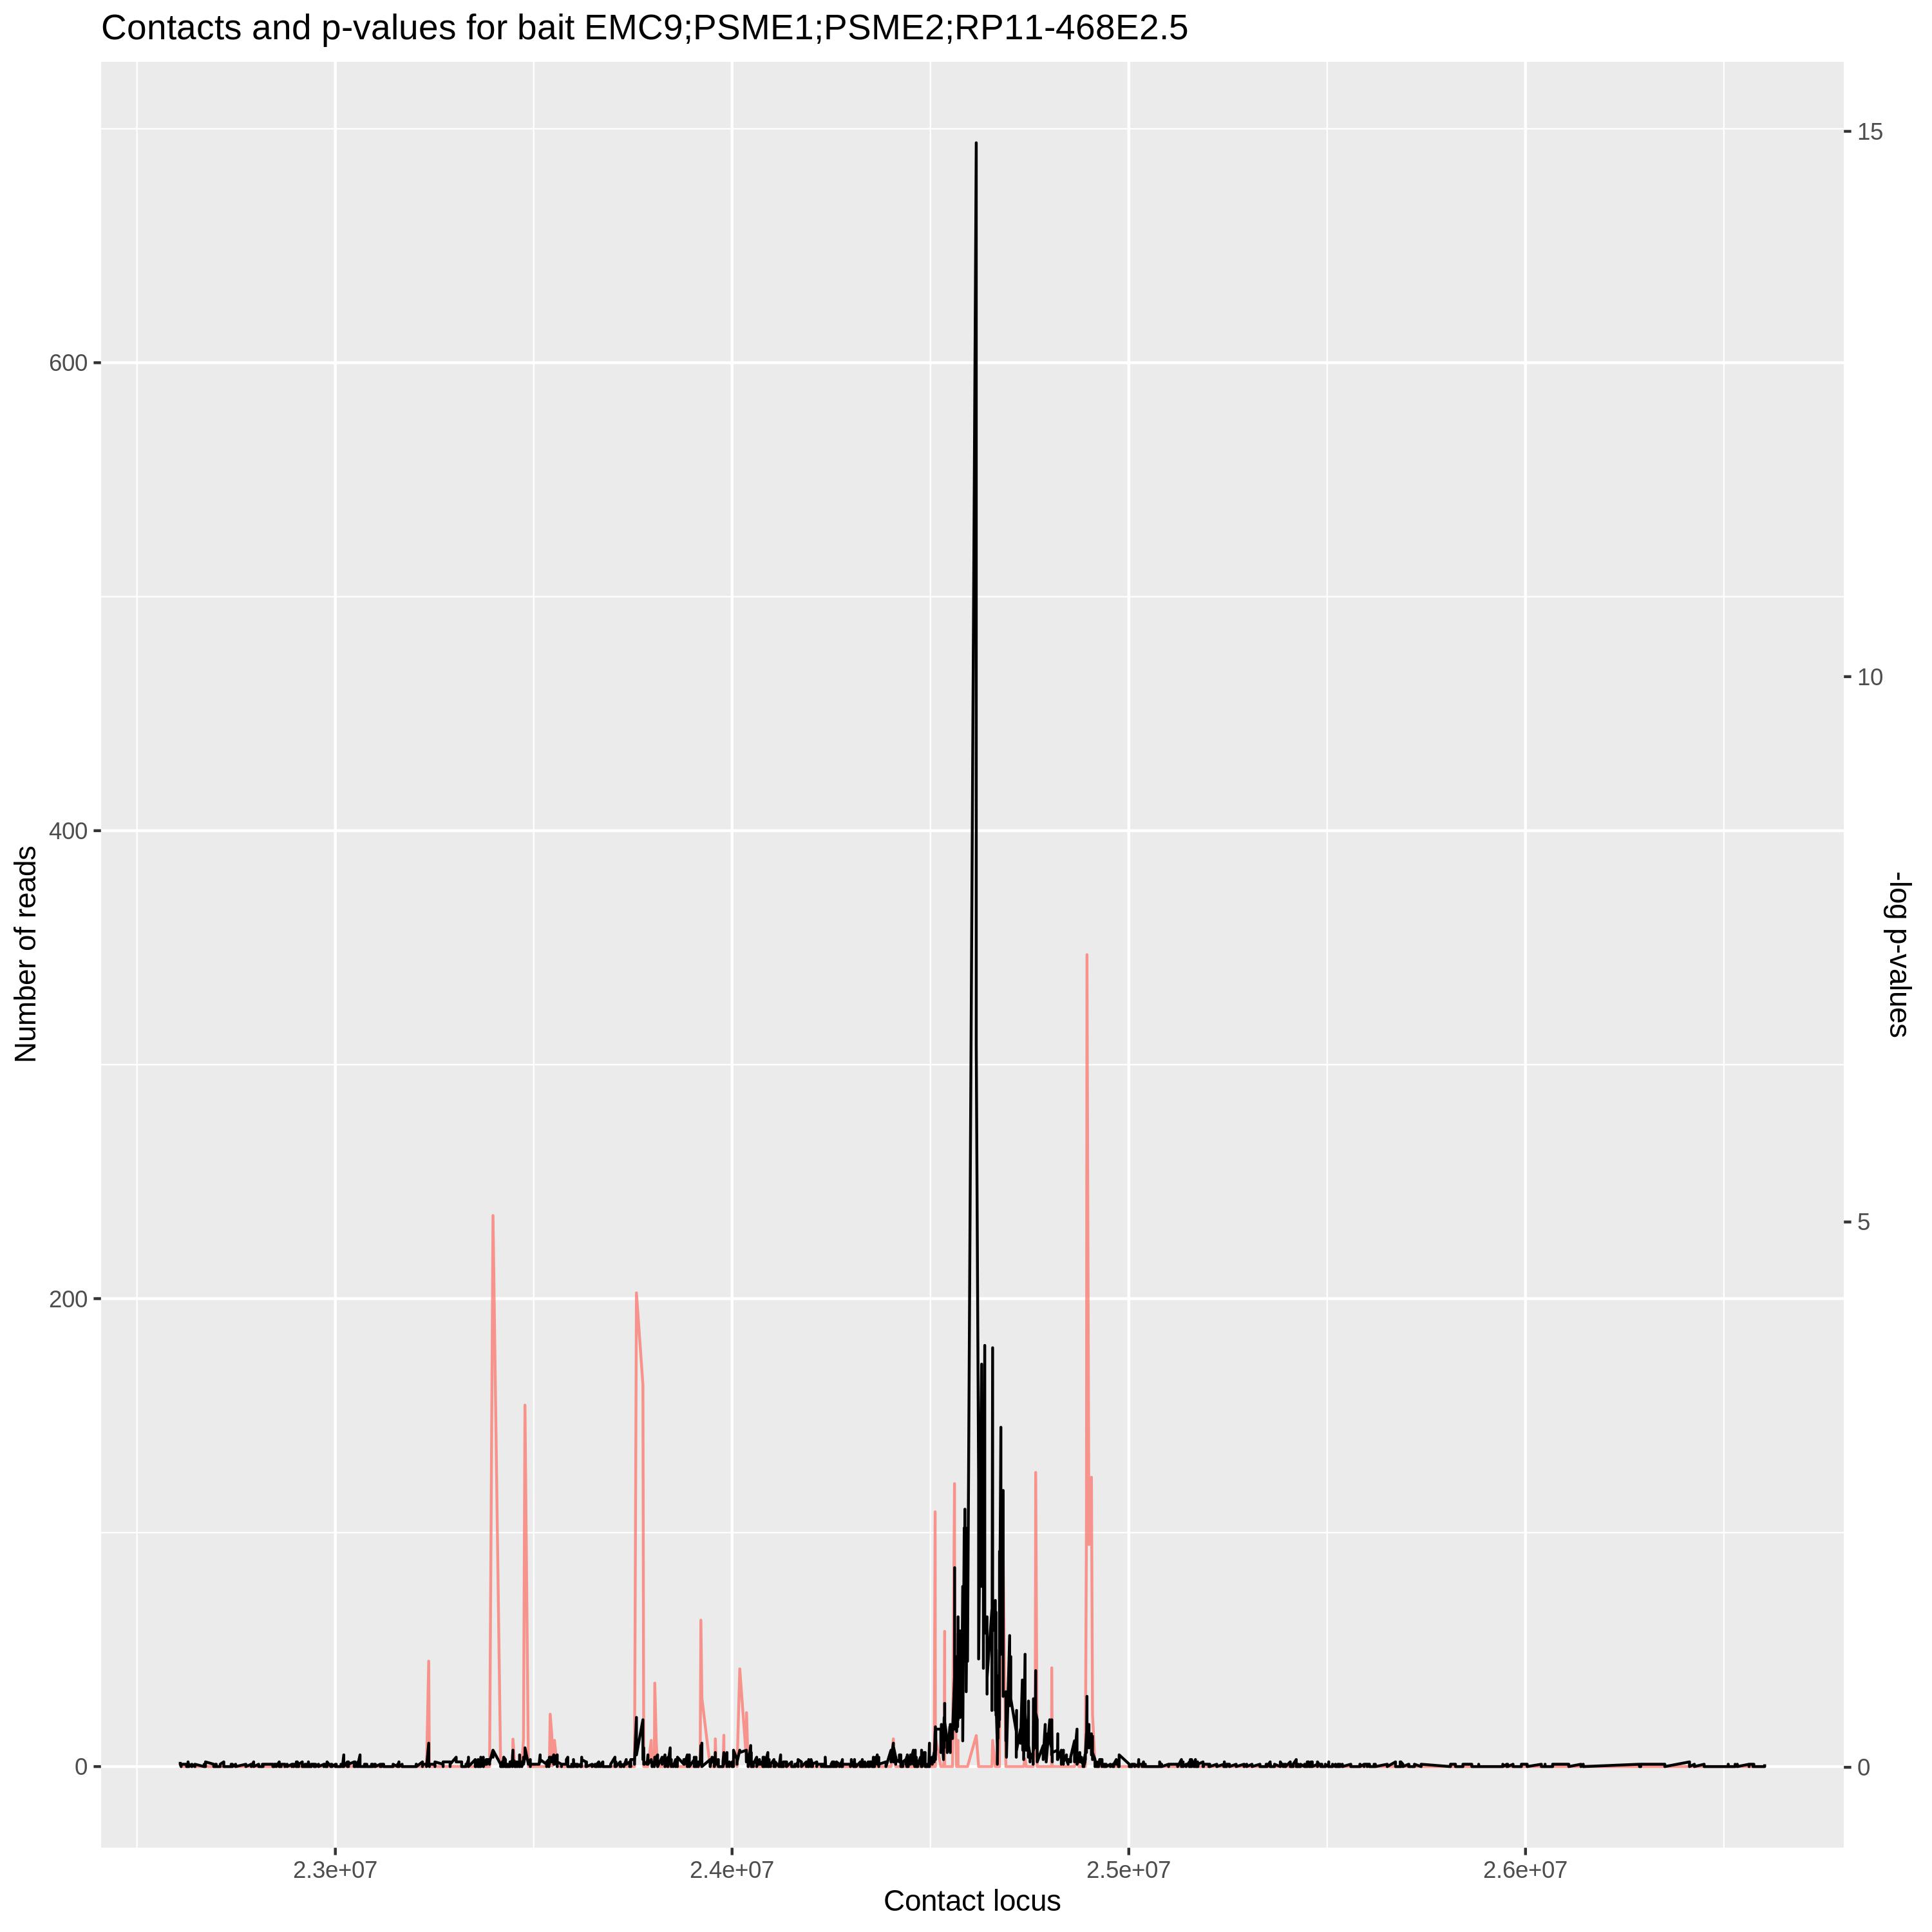 Contacts and p-values for bait EMC9;PSME1;PSME2;RP11-468E2.5
15
600
10
400
Number of reads
-log p-values
5
200
0
0
2.3e+07
2.4e+07
2.5e+07
2.6e+07
Contact locus